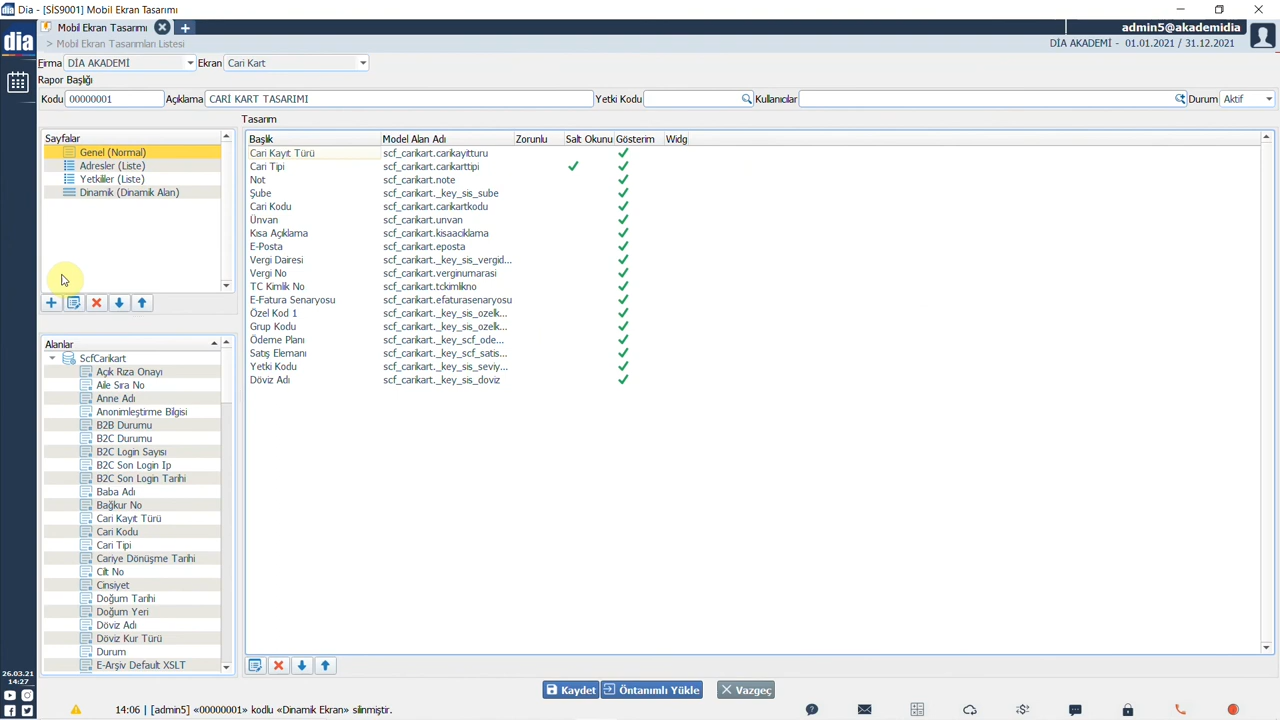 Dia - [SİS9001] Mobil Ekran Tasarımı
Mobil Ekran Tasarımı
admin5@akademidia
dia
> Mobil Ekran Tasarımları Listesi
DİA AKADEMİ - 01.01.2021 / 31.12.2021
Firma DİA AKADEMİ Ekran Cari Kart
Rapor Başlığı
Kodu 00000001 Açıklama CARİ KART TASARIMI Yetki Kodu Kullanıcılar Durum Aktif
Tasarım
Sayfalar
Genel (Normal)
Adresler (Liste)
Yetkililer (Liste)
Dinamik (Dinamik Alan)
Alanlar
ScfCarikart
Açık Rıza Onayı
Aile Sıra No
Anne Adı
Anonimleştirme Bilgisi
B2B Durumu
B2C Durumu
B2C Login Sayısı
B2C Son Login Ip
B2C Son Login Tarihi
Baba Adı
Bağkur No
Cari Kayıt Türü
Cari Kodu
Cari Tipi
Cariye Dönüşme Tarihi
Cilt No
Cinsiyet
Doğum Tarihi
Doğum Yeri
Döviz Adı
Döviz Kur Türü
Durum
E-Arşiv Default XSLT
Başlık Model Alan Adı Zorunlu Salt Okunu Gösterim Widg
Cari Kayıt Türü scf_carikart.carikayitturu
Cari Tipi scf_carikart.carikarttipi
Not scf_carikart.note
Şube scf_carikart._key_sis_sube
Cari Kodu scf_carikart.carikartkodu
Ünvan scf_carikart.unvan
Kısa Açıklama scf_carikart.kisaaciklama
E-Posta scf_carikart.eposta
Vergi Dairesi scf_carikart._key_sis_vergid...
Vergi No scf_carikart.verginumarasi
TC Kimlik No scf_carikart.tckimlikno
E-Fatura Senaryosu scf_carikart.efaturasenaryosu
Özel Kod 1 scf_carikart._key_sis_ozelk...
Grup Kodu scf_carikart._key_sis_ozelk...
Ödeme Planı scf_carikart._key_scf_ode...
Satış Elemanı scf_carikart._key_scf_satis...
Yetki Kodu scf_carikart._key_sis_seviy...
Döviz Adı scf_carikart._key_sis_doviz
Kaydet Öntanımlı Yükle Vazgeç
26.03.21
14:27
14:06 | [admin5] «00000001» kodlu «Dinamik Ekran» silinmiştir.